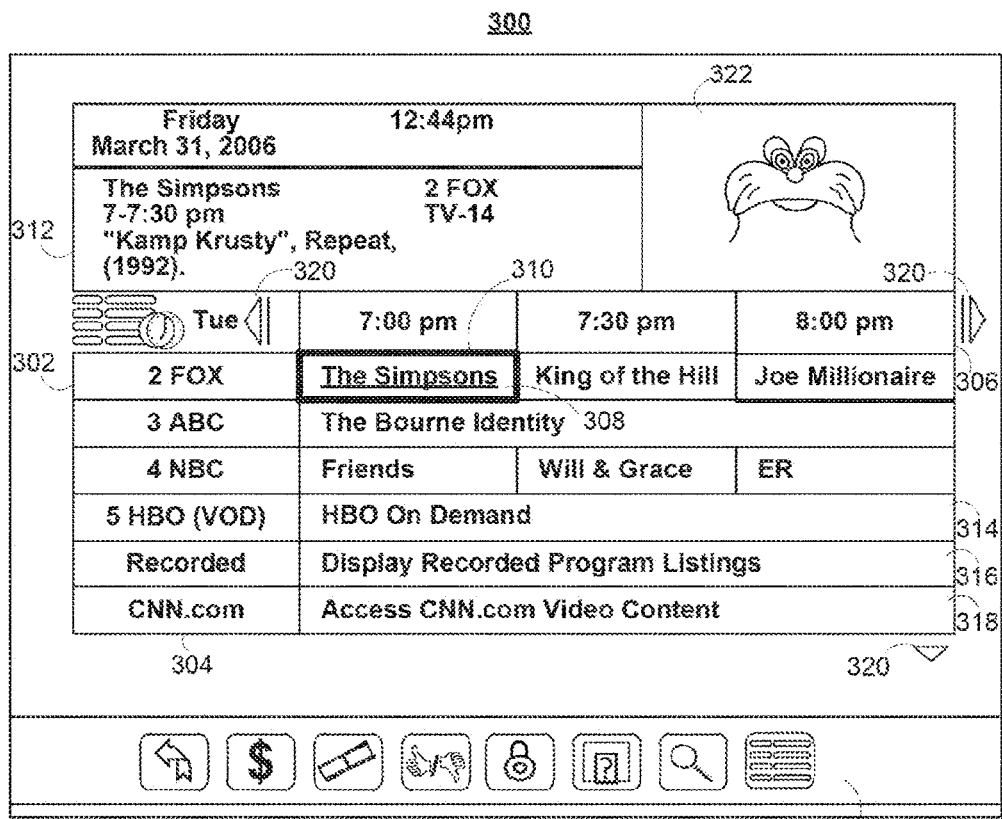 300
322
Friday 12:44pm
March 31, 2006
The Simpsons 2 FOX
7-7:30 pm TV-14
"Kamp Krusty", Repeat,
(1992).
312
320
310
320
Tue 7:00 pm 7:30 pm 8:00 pm
302
306
2 FOX The Simpsons King of the Hill Joe Millionaire
3 ABC The Bourne Identity 308
4 NBC Friends Will & Grace ER
5 HBO (VOD) HBO On Demand
314
Recorded Display Recorded Program Listings
316
CNN.com Access CNN.com Video Content
318
304
320
$
?